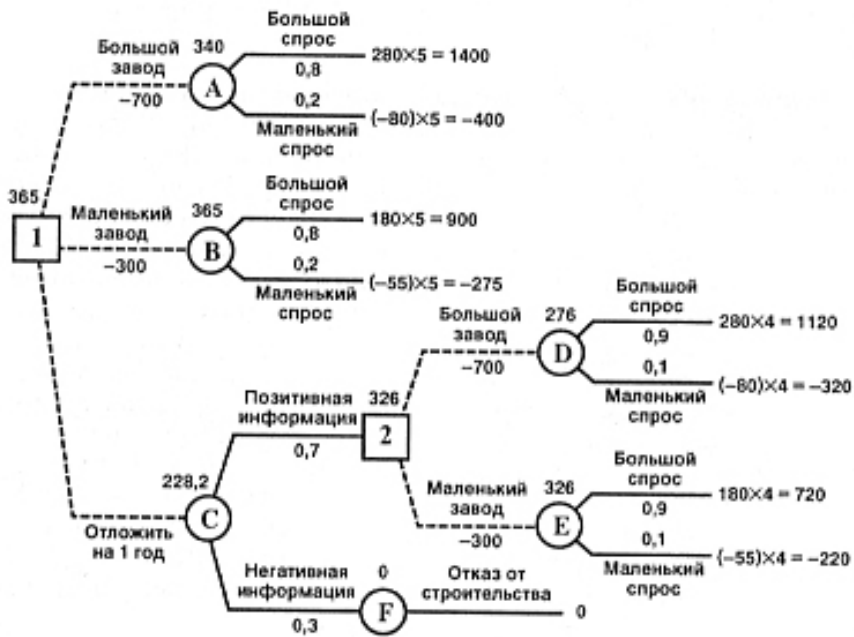 Большой
завод
−700
340
A
Большой
спрос
0,8
280×5 = 1400
0,2
Маленький
спрос
(−80)×5 = −400
365
1
Маленький
завод
−300
365
B
Большой
спрос
0,8
180×5 = 900
0,2
Маленький
спрос
(−55)×5 = −275
Отложить
на 1 год
228,2
C
Позитивная
информация
0,7
326
2
Большой
завод
−700
276
D
Большой
спрос
0,9
280×4 = 1120
0,1
Маленький
спрос
(−80)×4 = −320
Маленький
завод
−300
326
E
Большой
спрос
0,9
180×4 = 720
0,1
Маленький
спрос
(−55)×4 = −220
Негативная
информация
0,3
0
F
Отказ от
строительства
0